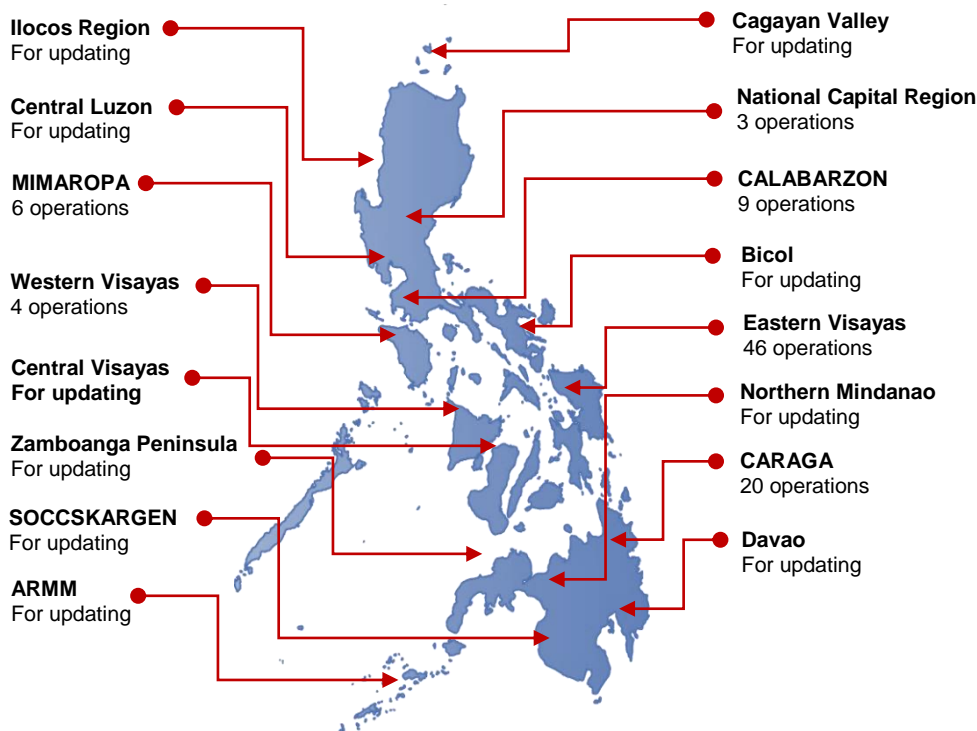 Ilocos Region
For updating
Central Luzon
For updating
MIMAROPA
6 operations
Western Visayas
4 operations
Central Visayas
For updating
Zamboanga Peninsula
For updating
SOCCSKARGEN
For updating
ARMM
For updating
Cagayan Valley
For updating
National Capital Region
3 operations
CALABARZON
9 operations
Bicol
For updating
Eastern Visayas
46 operations
Northern Mindanao
For updating
CARAGA
20 operations
Davao
For updating